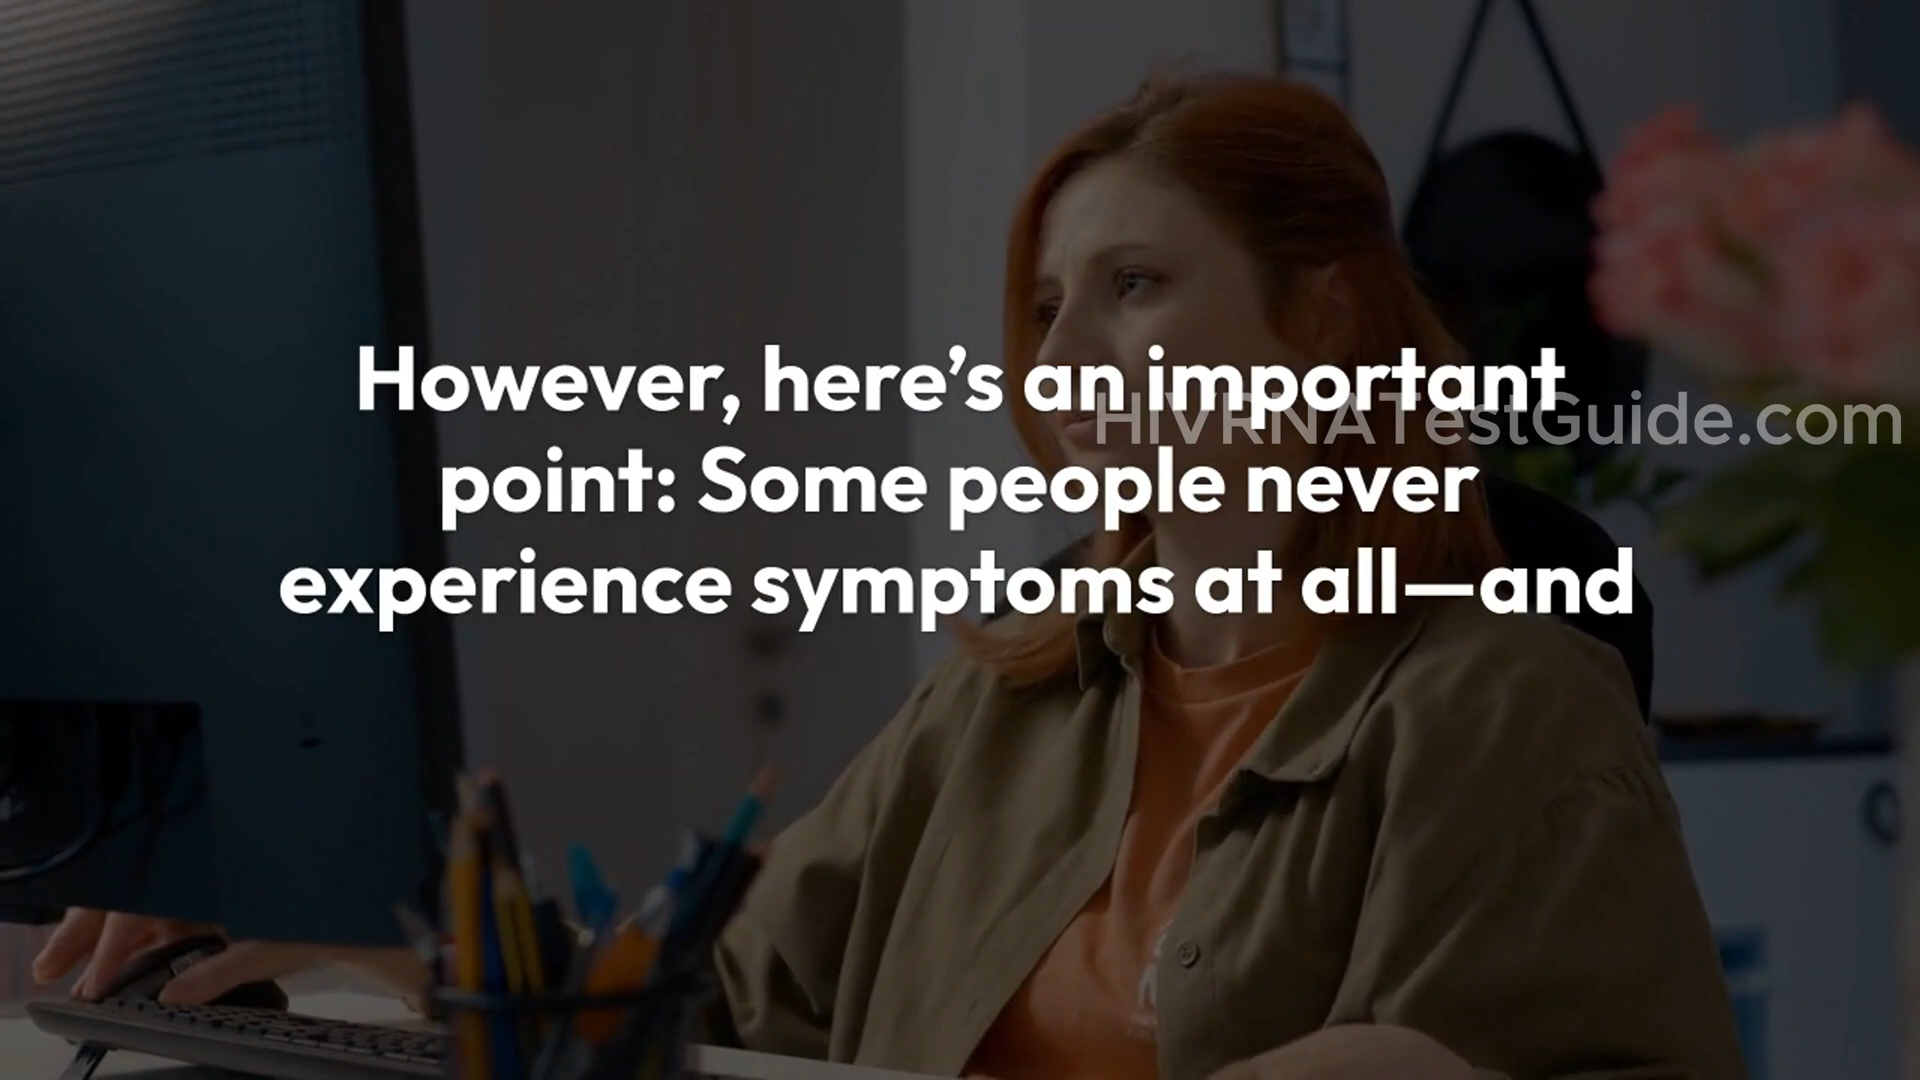 However, here’s an important
HIVRNATestGuide.com
point: Some people never
experience symptoms at all—and